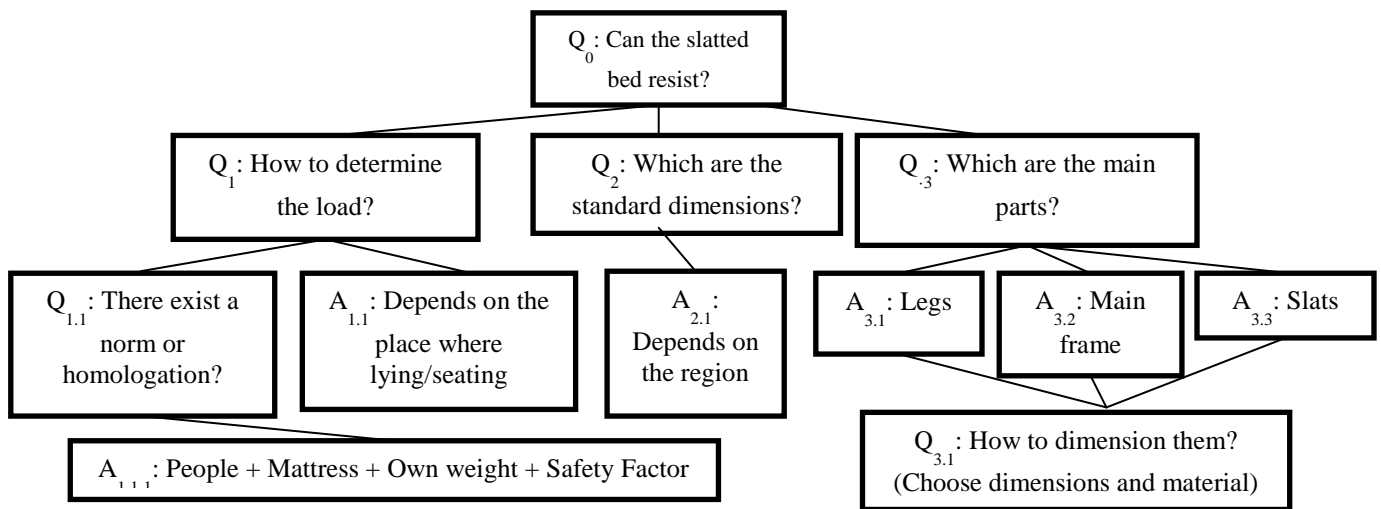 Q0: Can the slatted
bed resist?
Q1: How to determine
the load?
Q2: Which are the
standard dimensions?
Q.3: Which are the main
parts?
Q1.1: There exist a
norm or
homologation?
A1.1: Depends on the
place where
lying/seating
A2.1:
Depends on
the region
A3.1: Legs
A3.2: Main
frame
A3.3: Slats
A1.1.1: People + Mattress + Own weight + Safety Factor
Q3.1: How to dimension them?
(Choose dimensions and material)